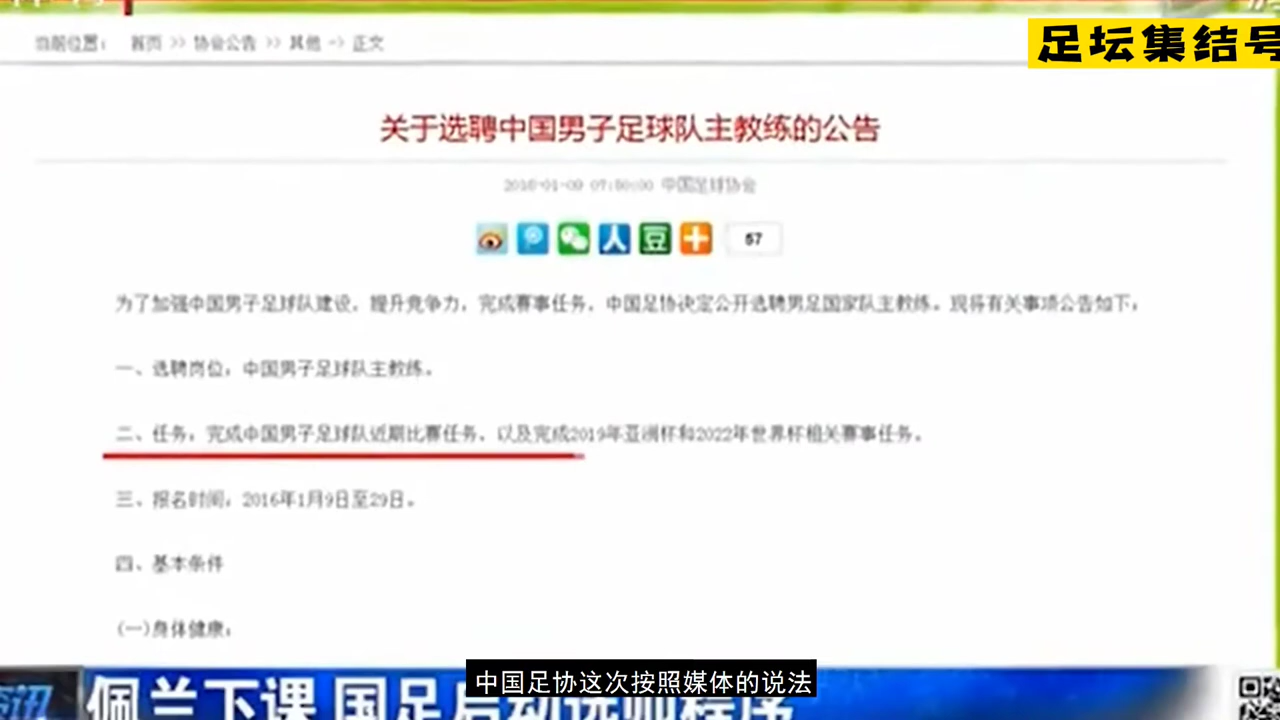 当前位置： 首页 >> 协会公告 >> 其他 -> 正文
足坛集结号
关于选聘中国男子足球队主教练的公告
2016-01-09 07:50:00 中国足球协会
57
为了加强中国男子足球队建设，提升竞争力，完成赛事任务，中国足协决定公开选聘男足国家队主教练。现将有关事项公告如下：
一、选聘岗位：中国男子足球队主教练。
二、任务：完成中国男子足球队近期比赛任务，以及完成2019年亚洲杯和2022年世界杯相关赛事任务。
三、报名时间：2016年1月9日至29日。
四、基本条件
(一)身体健康；
中国足协这次按照媒体的说法
佩兰下课 国足启动选帅程序